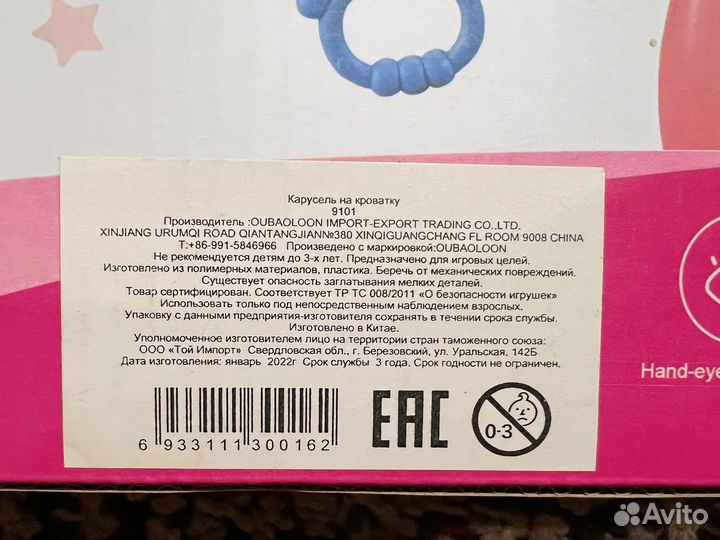 Карусель на кроватку
9101
Производитель :OUBAOLOON IMPORT-EXPORT TRADING CO.,LTD.
XINJIANG URUMQI ROAD QIANTANGJIAN№380 XINQIGUANGCHANG FL ROOM 9008 CHINA
T:+86-991-5846966 Произведено с маркировкой:OUBAOLOON
Не рекомендуется детям до 3-х лет. Предназначено для игровых целей.
Изготовлено из полимерных материалов, пластика. Беречь от механических повреждений.
Существует опасность заглатывания мелких деталей.
Товар сертифицирован. Соответствует ТР ТС 008/2011 «О безопасности игрушек»
Использовать только под непосредственным наблюдением взрослых.
Упаковку с данными предприятия-изготовителя сохранять в течении срока службы.
Изготовлено в Китае.
Уполномоченное изготовителем лицо на территории стран таможенного союза:
ООО «Той Импорт» Свердловская обл., г. Березовский, ул. Уральская, 142Б
Дата изготовления: январь 2022г Срок службы 3 года. Срок годности не ограничен.
6 933111 300162
EAC
0-3
Hand-eye
Avito